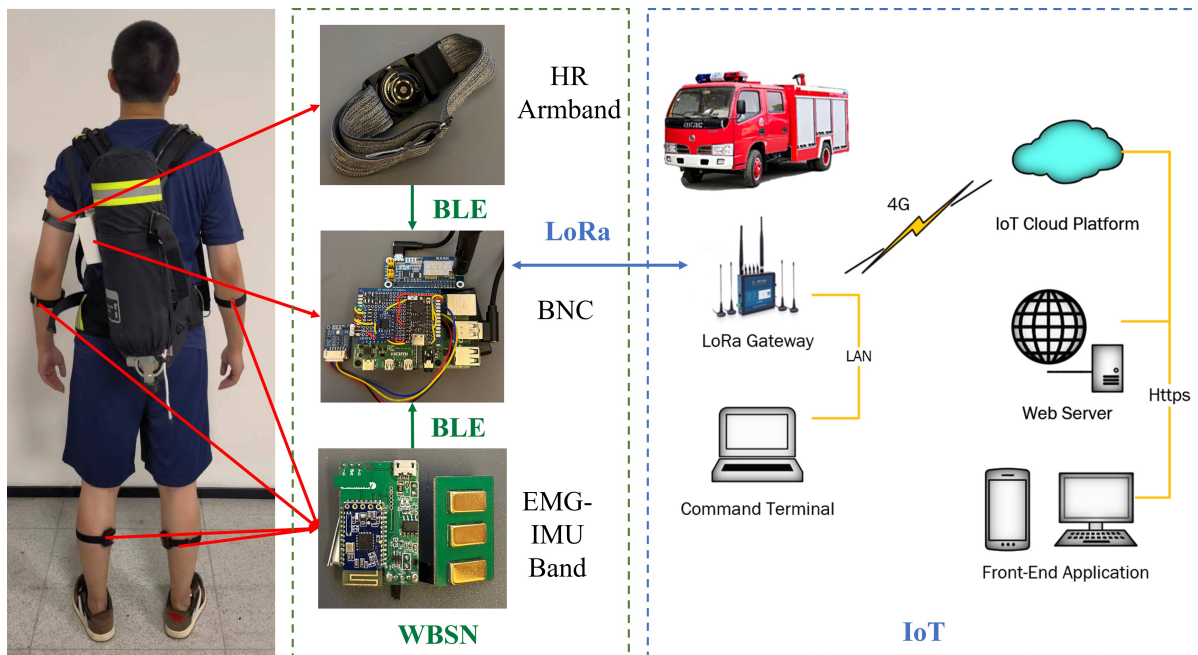 HR
Armband
BLE
BNC
BLE
EMG-
IMU
Band
WBSN
LoRa
4G
IoT Cloud Platform
LoRa Gateway
LAN
Web Server
Https
Command Terminal
Front-End Application
IoT